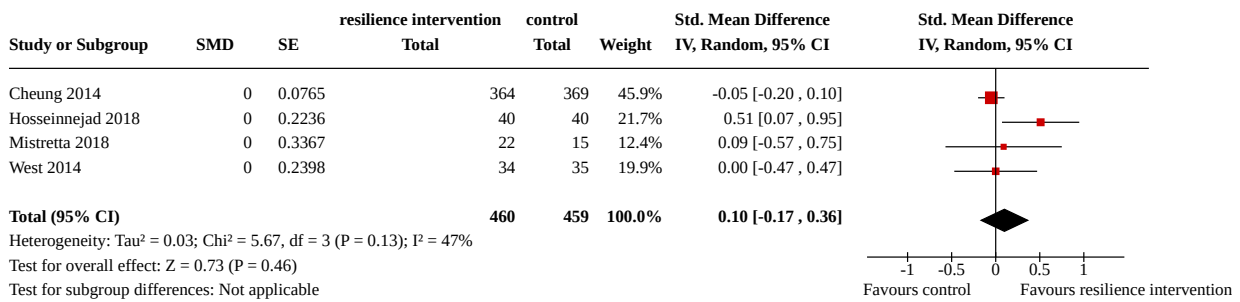 resilience intervention control Std. Mean Difference Std. Mean Difference
Study or Subgroup SMD SE Total Total Weight IV, Random, 95% CI IV, Random, 95% CI
Cheung 2014 0 0.0765 364 369 45.9% -0.05 [-0.20 , 0.10]
Hosseinnejad 2018 0 0.2236 40 40 21.7% 0.51 [0.07 , 0.95]
Mistretta 2018 0 0.3367 22 15 12.4% 0.09 [-0.57 , 0.75]
West 2014 0 0.2398 34 35 19.9% 0.00 [-0.47 , 0.47]
Total (95% CI) 460 459 100.0% 0.10 [-0.17 , 0.36]
Heterogeneity: Tau² = 0.03; Chi² = 5.67, df = 3 (P = 0.13); I² = 47%
Test for overall effect: Z = 0.73 (P = 0.46) -1 -0.5 0 0.5 1
Test for subgroup differences: Not applicable Favours control Favours resilience intervention